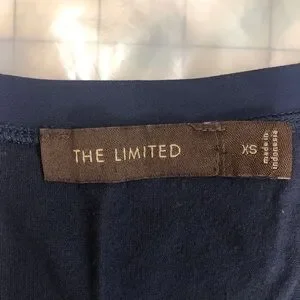 THE LIMITED
XS
made in
indonesia